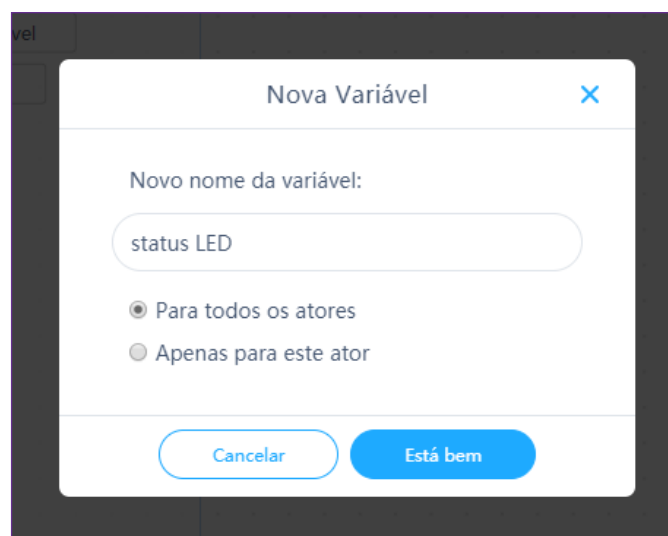 vel
Nova Variável
Novo nome da variável:
status LED
Para todos os atores
Apenas para este ator
Cancelar
Está bem